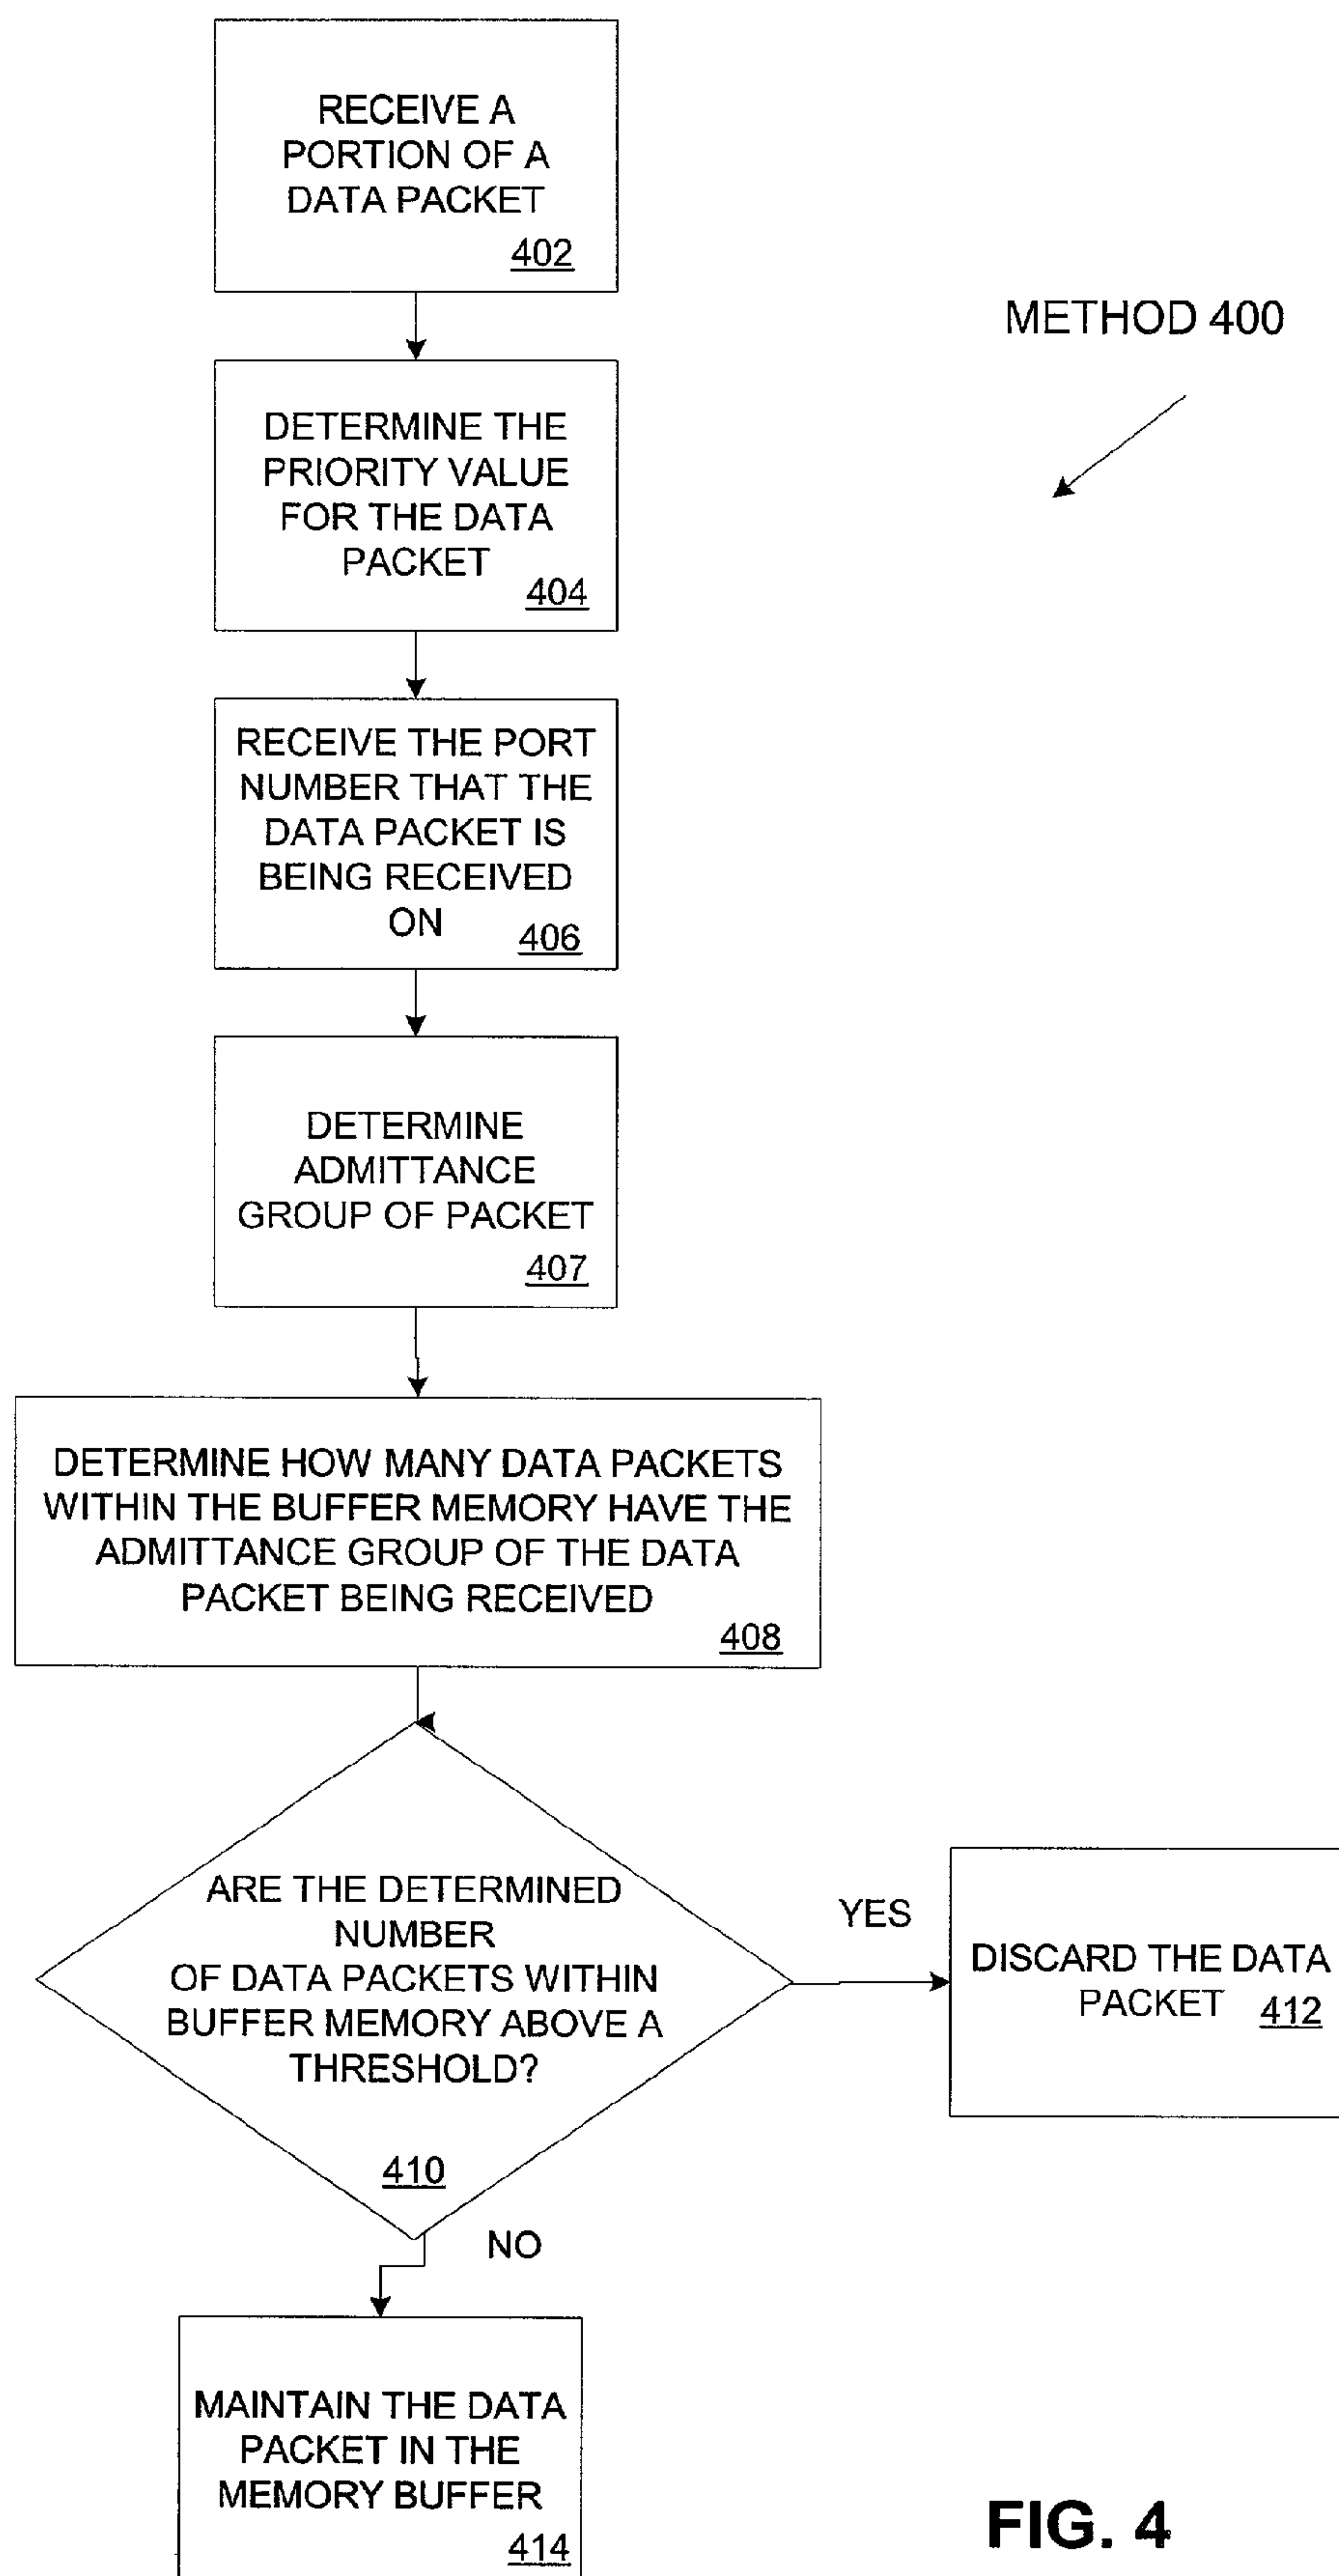 RECEIVE A
PORTION OF A
DATA PACKET
402
METHOD 400
DETERMINE THE
PRIORITY VALUE
FOR THE DATA
PACKET
404
RECEIVE THE PORT
NUMBER THAT THE
DATA PACKET IS
BEING RECEIVED
ON
406
DETERMINE
ADMITTANCE
GROUP OF PACKET
407
DETERMINE HOW MANY DATA PACKETS
WITHIN THE BUFFER MEMORY HAVE THE
ADMITTANCE GROUP OF THE DATA
PACKET BEING RECEIVED
408
ARE THE DETERMINED
NUMBER
OF DATA PACKETS WITHIN
BUFFER MEMORY ABOVE A
THRESHOLD?
410
YES
DISCARD THE DATA
PACKET 412
NO
MAINTAIN THE DATA
PACKET IN THE
MEMORY BUFFER
414
FIG. 4